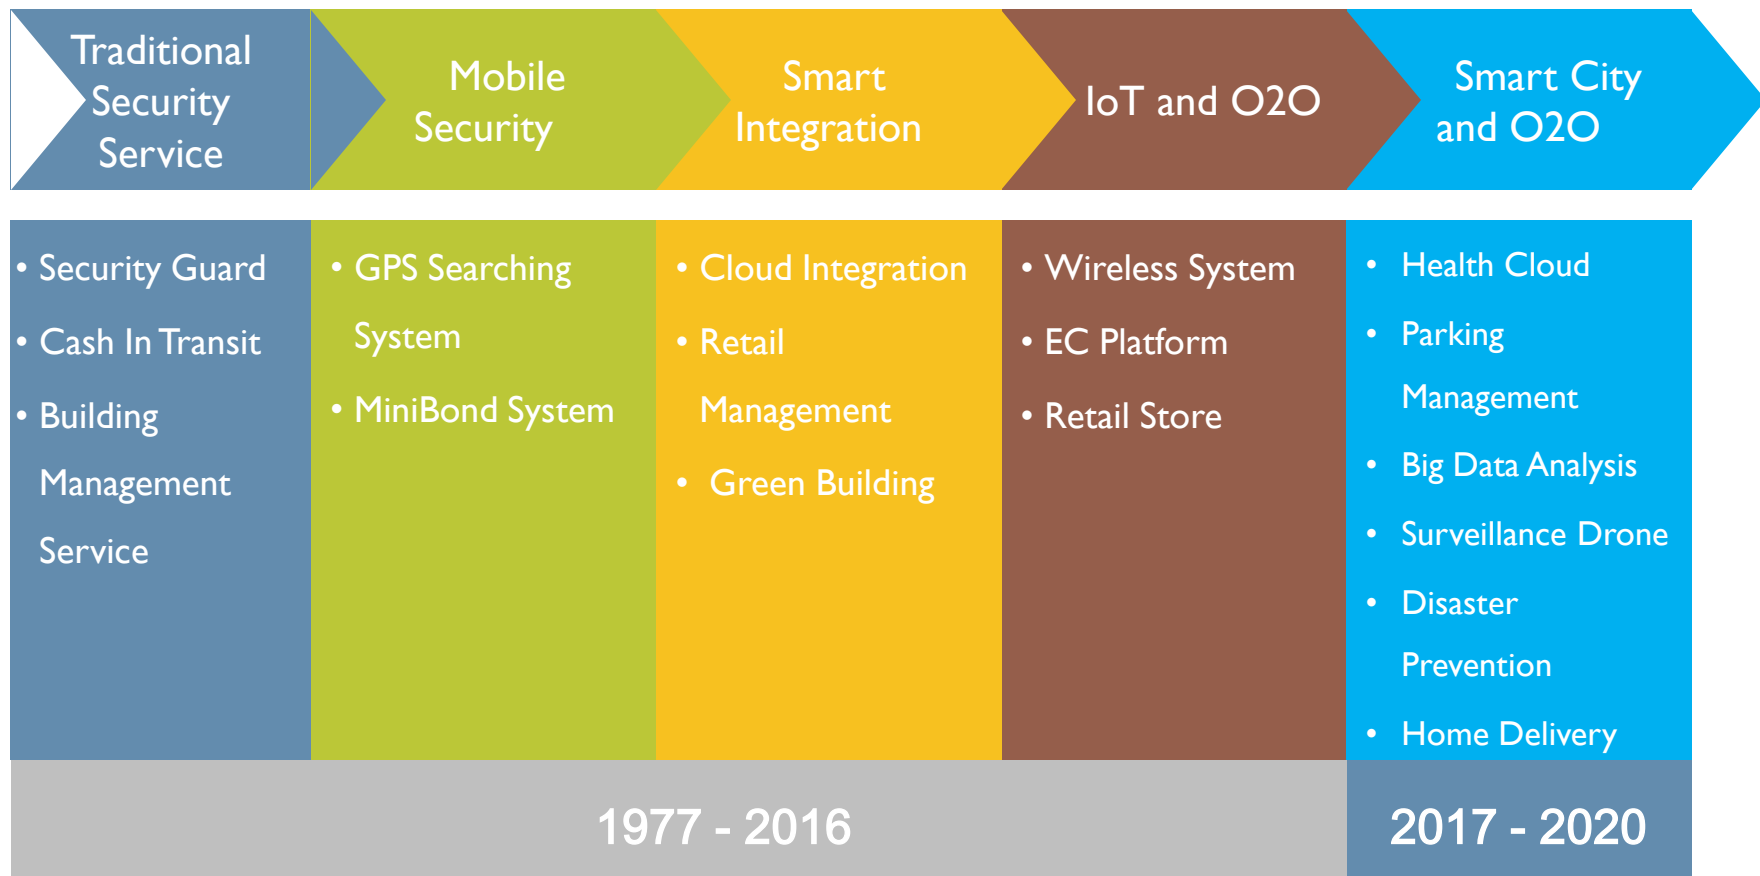 Traditional
Security
Service
Mobile
Security
Smart
Integration
IoT and O2O
Smart City
and O2O
• Security Guard
• Cash In Transit
• Building
Management
Service
• GPS Searching
System
• MiniBond System
• Cloud Integration
• Retail
Management
• Green Building
• Wireless System
• EC Platform
• Retail Store
• Health Cloud
• Parking
Management
• Big Data Analysis
• Surveillance Drone
• Disaster
Prevention
• Home Delivery
1977 - 2016
2017 - 2020